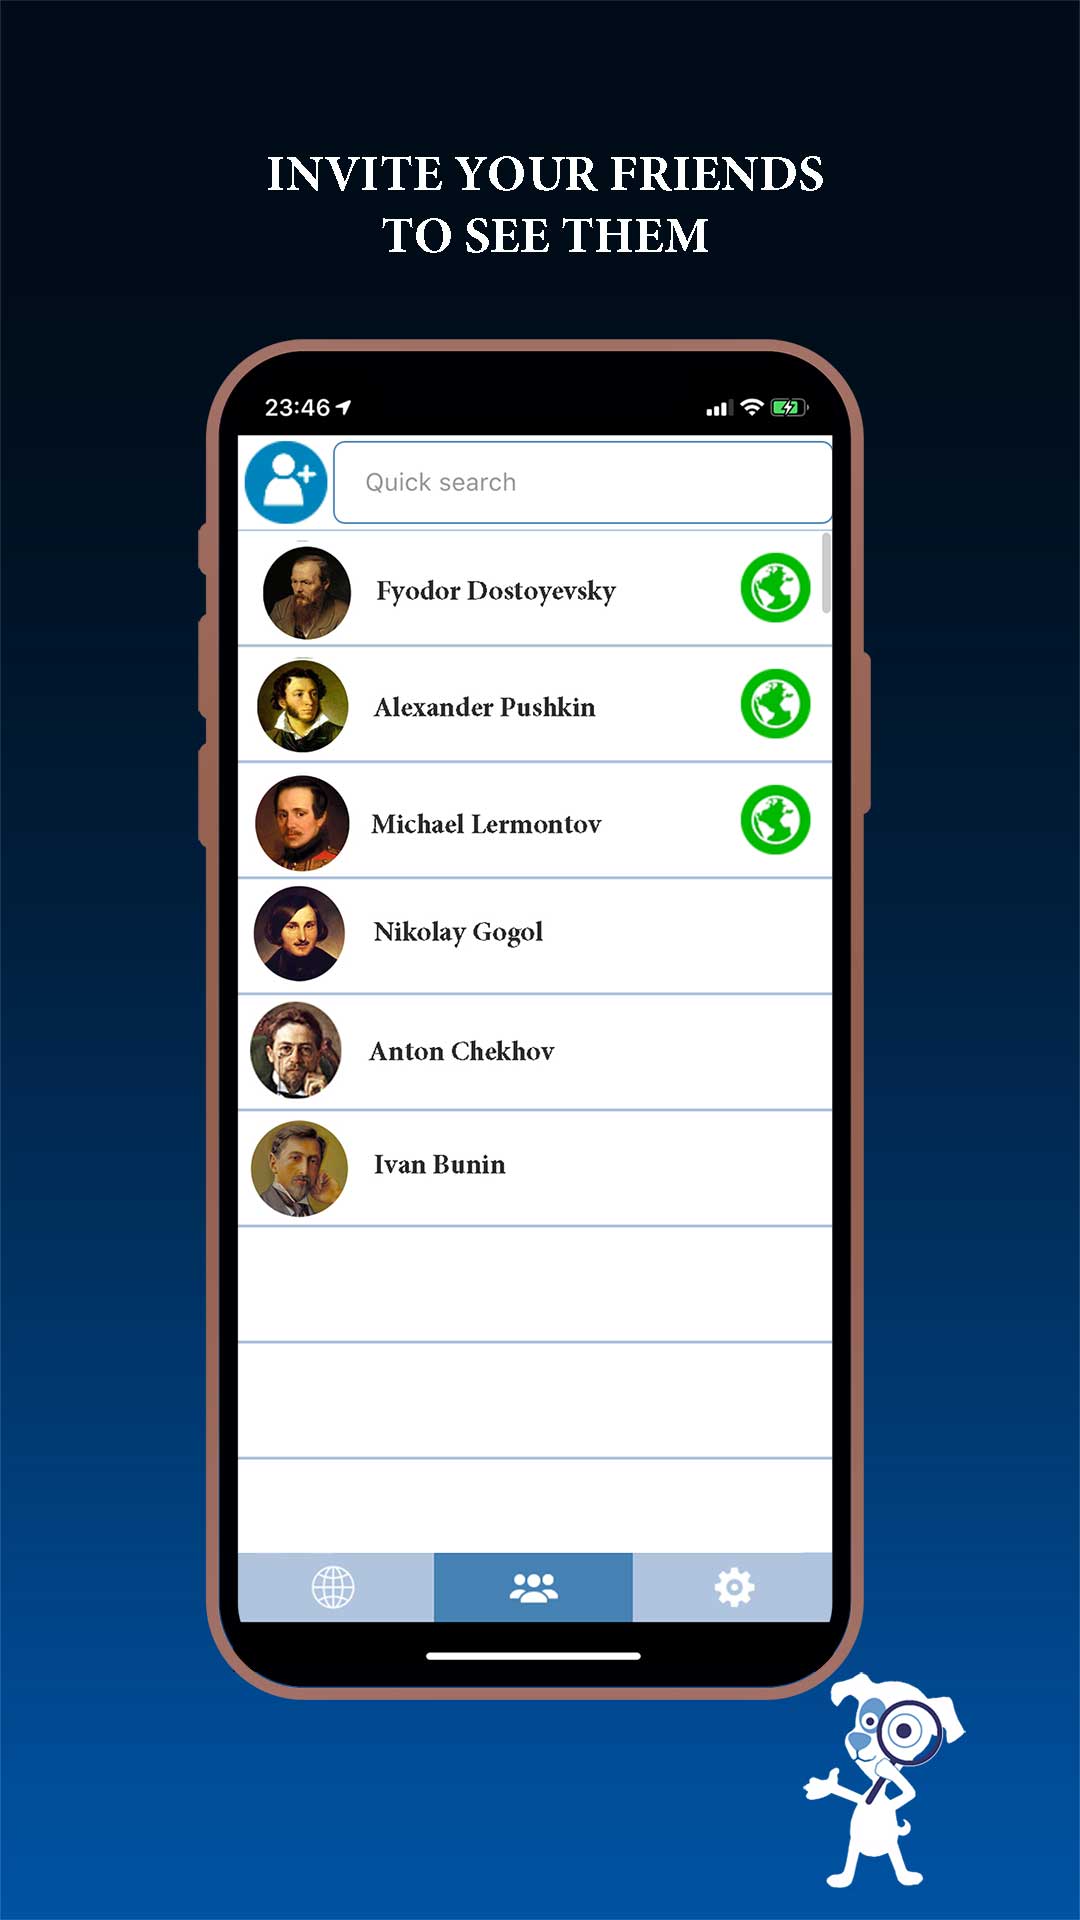 INVITE YOUR FRIENDS
TO SEE THEM
23:46
Quick search
Fyodor Dostoyevsky
Alexander Pushkin
Michael Lermontov
Nikolay Gogol
Anton Chekhov
Ivan Bunin